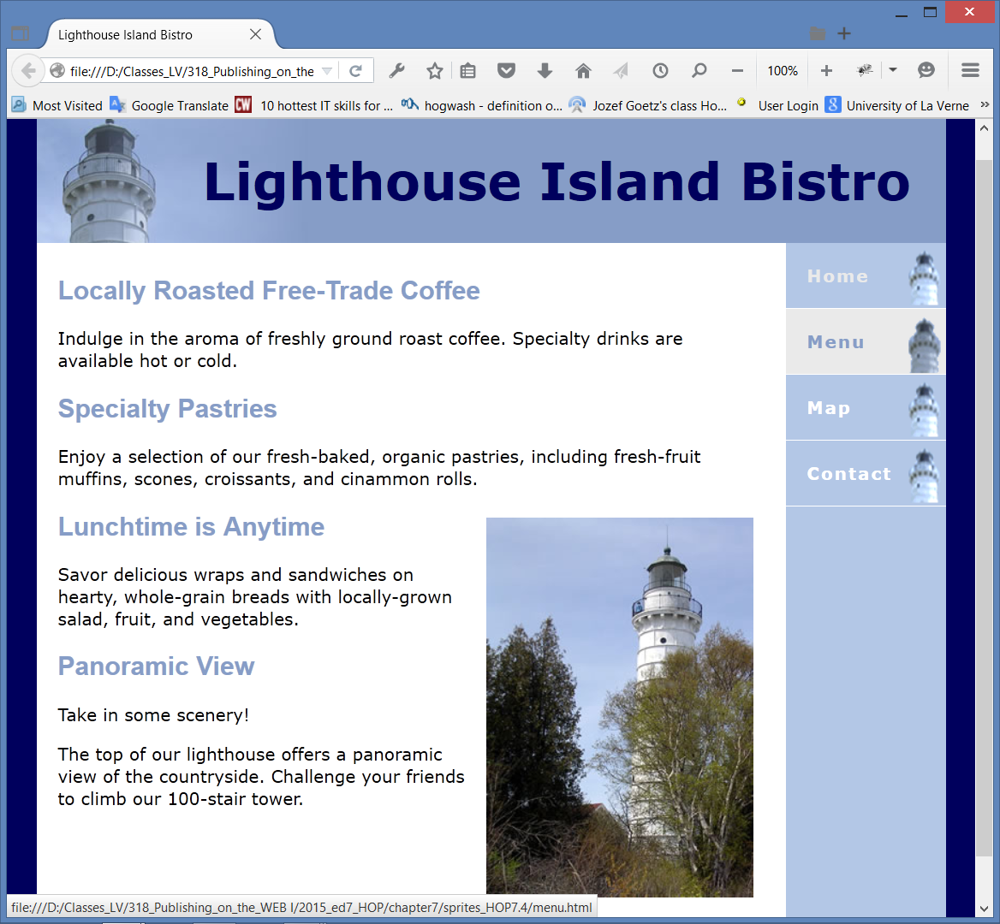 Lighthouse Island Bistro
file:///D:/Classes_LV/318_Publishing_on_the
100%
Most Visited Google Translate CW 10 hottest IT skills for ... hogwash - definition o... Jozef Goetz's class Ho... User Login 8 University of La Verne »
Lighthouse Island Bistro
Home
Menu
Map
Contact
Locally Roasted Free-Trade Coffee
Indulge in the aroma of freshly ground roast coffee. Specialty drinks are
available hot or cold.
Specialty Pastries
Enjoy a selection of our fresh-baked, organic pastries, including fresh-fruit
muffins, scones, croissants, and cinammon rolls.
Lunchtime is Anytime
Savor delicious wraps and sandwiches on
hearty, whole-grain breads with locally-grown
salad, fruit, and vegetables.
Panoramic View
Take in some scenery!
The top of our lighthouse offers a panoramic
view of the countryside. Challenge your friends
to climb our 100-stair tower.
file:///D:/Classes_LV/318_Publishing_on_the_WEB I/2015_ed7_HOP/chapter7/sprites_HOP7.4/menu.html